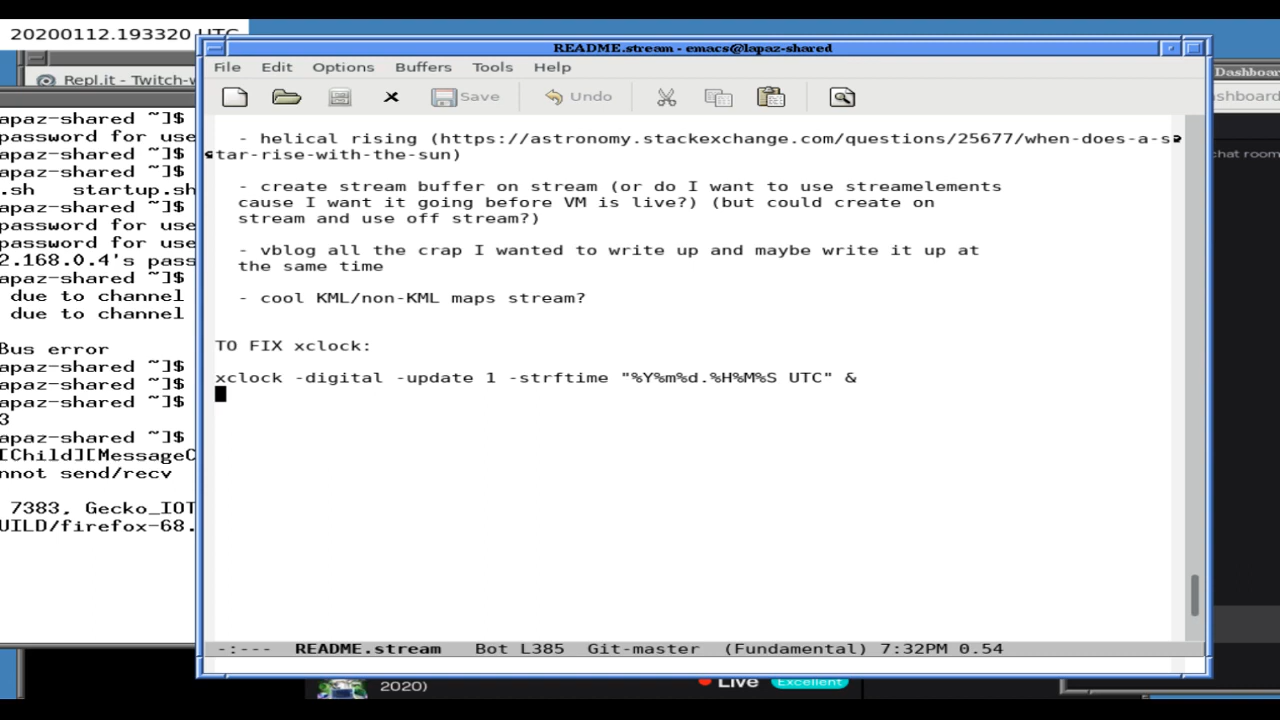 20200112.193320 UTC
README.stream - emacs@lapaz-shared
Repl.it - Twitch-
Dashboar
File Edit Options Buffers Tools Help
Save Undo
shboard
apaz-shared ~]$
password for use
apaz-shared ~]$
.sh startup.sh
apaz-shared ~]$
password for use
password for use
2.168.0.4's pass
apaz-shared ~]$
due to channel
due to channel
Bus error
apaz-shared ~]$
apaz-shared ~]$
apaz-shared ~]$
3
apaz-shared ~]$
[Child][MessageC
nnot send/recv
7383, Gecko_IOT
UILD/firefox-68.
- helical rising (https://astronomy.stackexchange.com/questions/25677/when-does-a-s
tar-rise-with-the-sun)
- create stream buffer on stream (or do I want to use streamelements
cause I want it going before VM is live?) (but could create on
stream and use off stream?)
- vblog all the crap I wanted to write up and maybe write it up at
the same time
- cool KML/non-KML maps stream?
TO FIX xclock:
xclock -digital -update 1 -strftime "%Y%m%d.%H%M%S UTC" &
chat room
-:--- README.stream Bot L385 Git-master (Fundamental) 7:32PM 0.54
2020)
Live Excellent